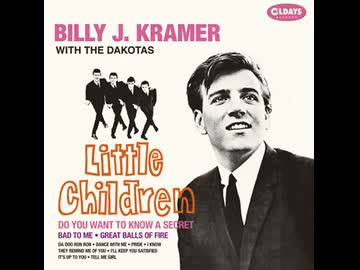 BILLY J. KRAMER
WITH THE DAKOTAS
CLDAYS
RECORDS
Little
Children
DO YOU WANT TO KNOW A SECRET
BAD TO ME • GREAT BALLS OF FIRE
DA DOO RON RON • DANCE WITH ME • PRIDE • I KNOW
THEY REMIND ME OF YOU • I'LL KEEP YOU SATISFIED
IT'S UP TO YOU • TELL ME GIRL